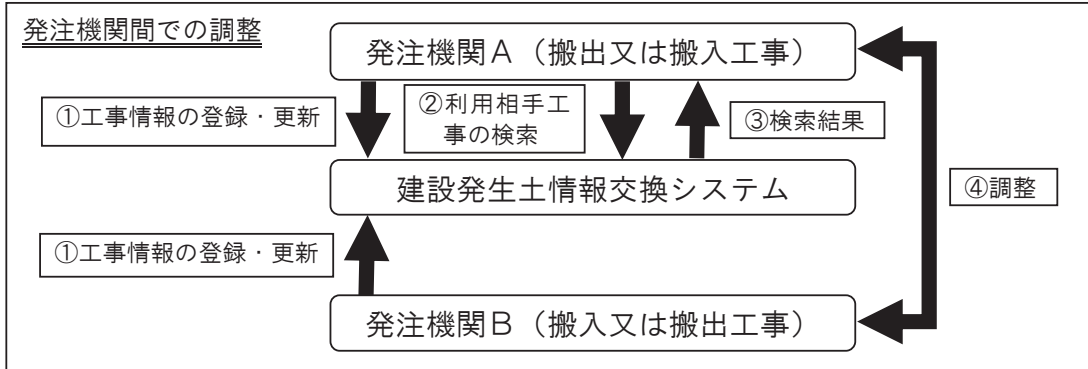 発注機関間での調整
発注機関A（搬出又は搬入工事）
①工事情報の登録・更新
②利用相手工
事の検索
③検索結果
建設発生土情報交換システム
④調整
①工事情報の登録・更新
発注機関B（搬入又は搬出工事）